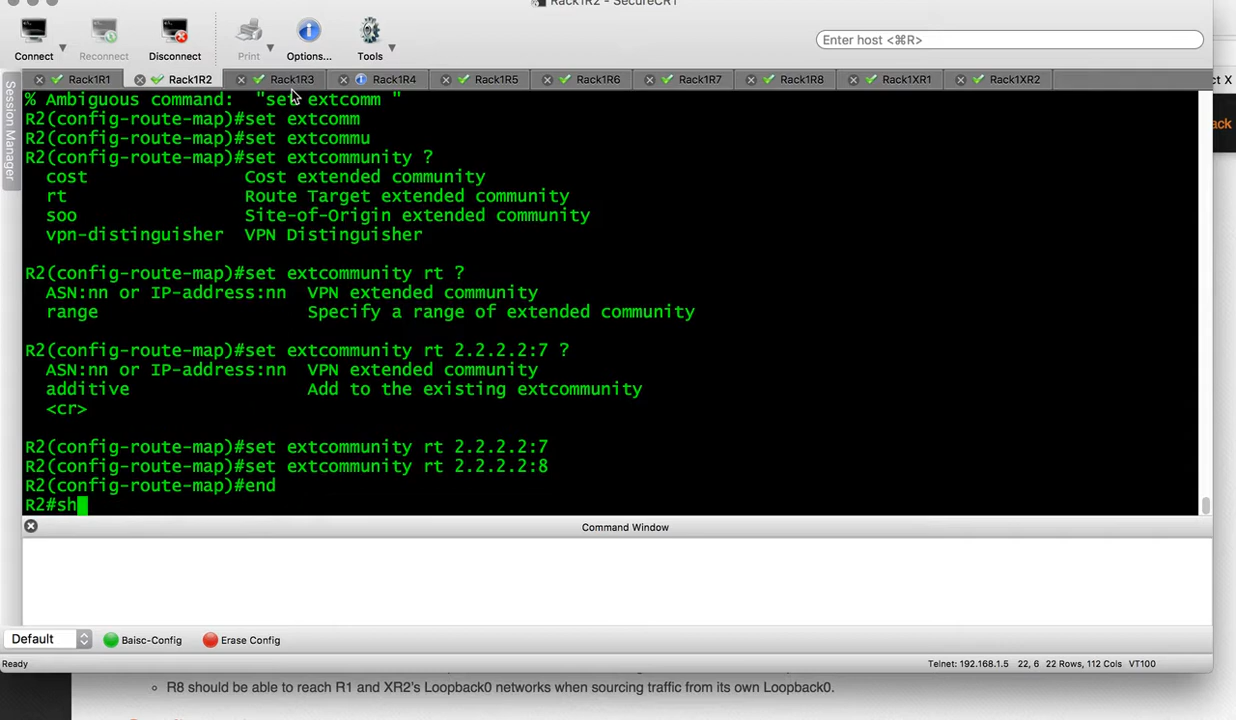 Rack1R2 - SecureCRT
Connect Reconnect Disconnect Print Options... Tools
Enter host <⌘R>
Rack1R1 Rack1R2 Rack1R3 Rack1R4 Rack1R5 Rack1R6 Rack1R7 Rack1R8 Rack1XR1 Rack1XR2
ct X
ack
Session Manager
% Ambiguous command:  "set extcomm "
R2(config-route-map)#set extcomm
R2(config-route-map)#set extcommu
R2(config-route-map)#set extcommunity ?
  cost               Cost extended community
  rt                 Route Target extended community
  soo                Site-of-Origin extended community
  vpn-distinguisher  VPN Distinguisher
R2(config-route-map)#set extcommunity rt ?
  ASN:nn or IP-address:nn  VPN extended community
  range                    Specify a range of extended community
R2(config-route-map)#set extcommunity rt 2.2.2.2:7 ?
  ASN:nn or IP-address:nn  VPN extended community
  additive                 Add to the existing extcommunity
  <cr>
R2(config-route-map)#set extcommunity rt 2.2.2.2:7
R2(config-route-map)#set extcommunity rt 2.2.2.2:8
R2(config-route-map)#end
R2#sh
Command Window
Default Baisc-Config Erase Config
Ready Telnet: 192.168.1.5 22, 6 22 Rows, 112 Cols VT100
R8 should be able to reach R1 and XR2's Loopback0 networks when sourcing traffic from its own Loopback0.